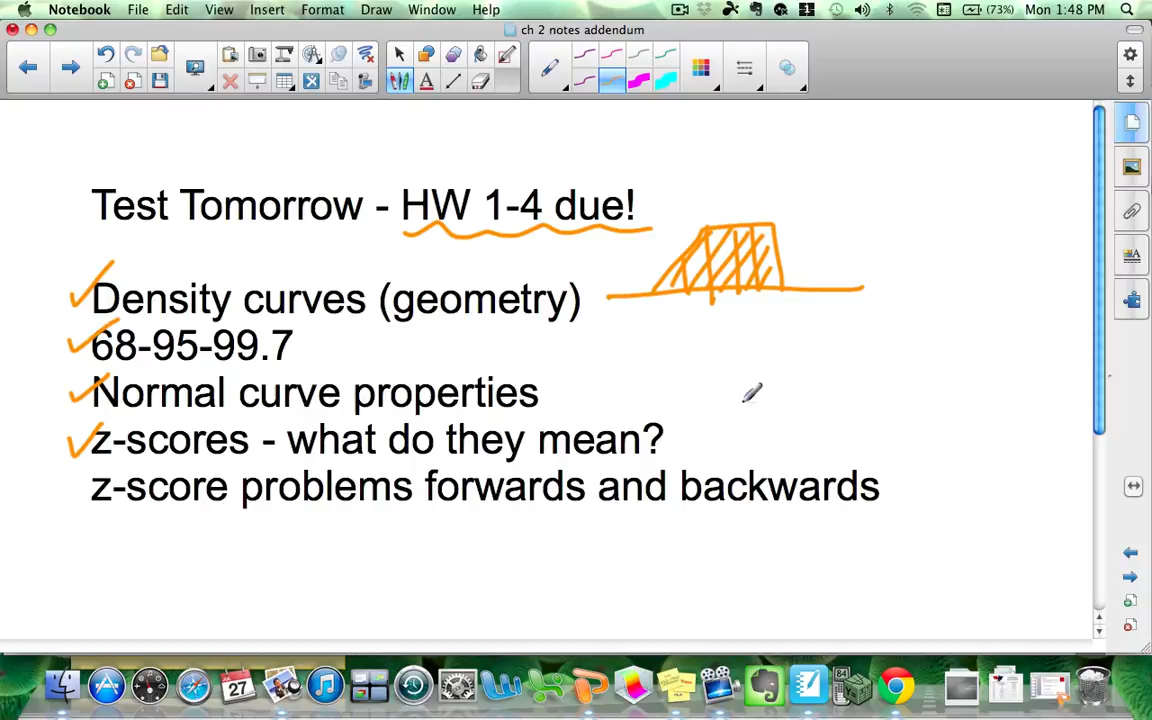 Notebook File Edit View Insert Format Draw Window Help (73%) Mon 1:48 PM
ch 2 notes addendum
Test Tomorrow - HW 1-4 due!
Density curves (geometry)
68-95-99.7
Normal curve properties
z-scores - what do they mean?
z-score problems forwards and backwards
27